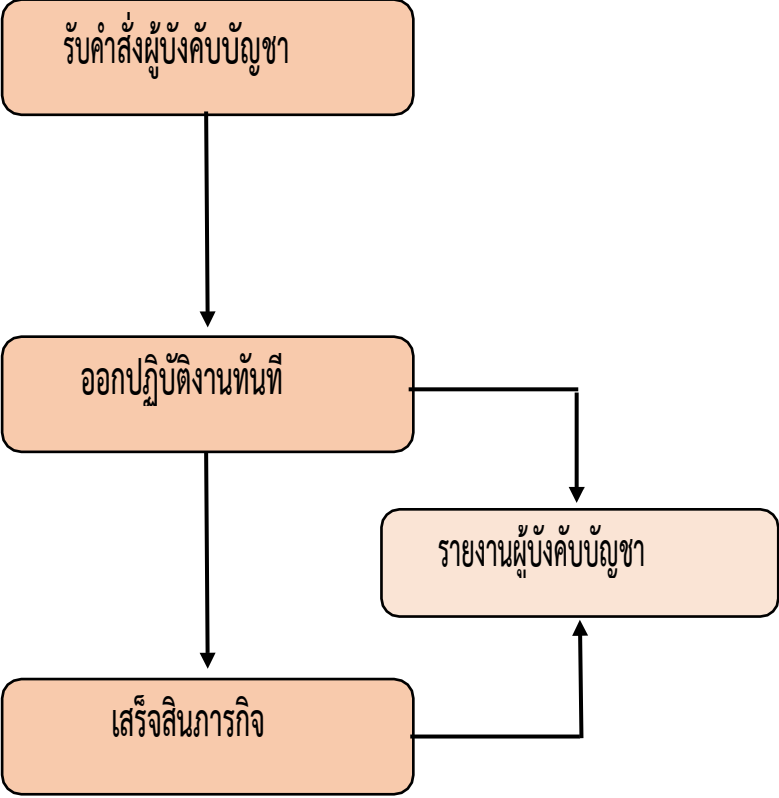 รับคำสั่งผู้บังคับบัญชา
ออกปฏิบัติงานทันที
รายงานผู้บังคับบัญชา
เสร็จสินภารกิจ